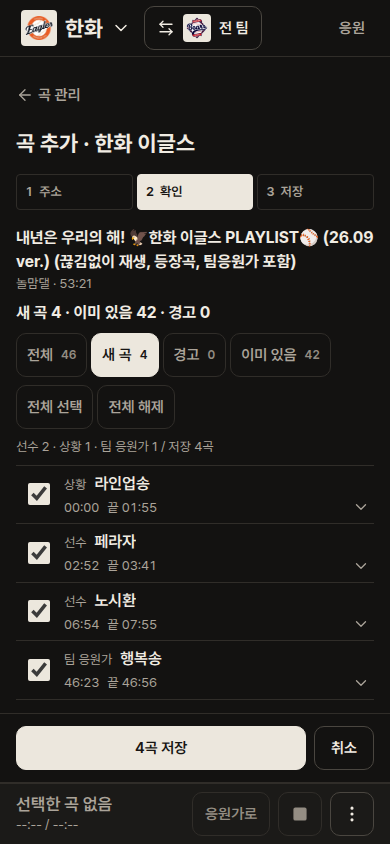 Eagles 한화 Bears 전 팀 응원
곡 관리
곡 추가 · 한화 이글스
1 주소 2 확인 3 저장
내년은 우리의 해! 🦅한화 이글스 PLAYLIST⚾ (26.09
ver.) (끊김없이 재생, 등장곡, 팀응원가 포함)
놀맘댈 · 53:21
새 곡 4 · 이미 있음 42 · 경고 0
전체 46 새 곡 4 경고 0 이미 있음 42
전체 선택 전체 해제
선수 2 · 상황 1 · 팀 응원가 1 / 저장 4곡
상황 라인업송
00:00 끝 01:55
선수 페라자
02:52 끝 03:41
선수 노시환
06:54 끝 07:55
팀 응원가 행복송
46:23 끝 46:56
4곡 저장 취소
선택한 곡 없음 응원가로
--:-- / --:--